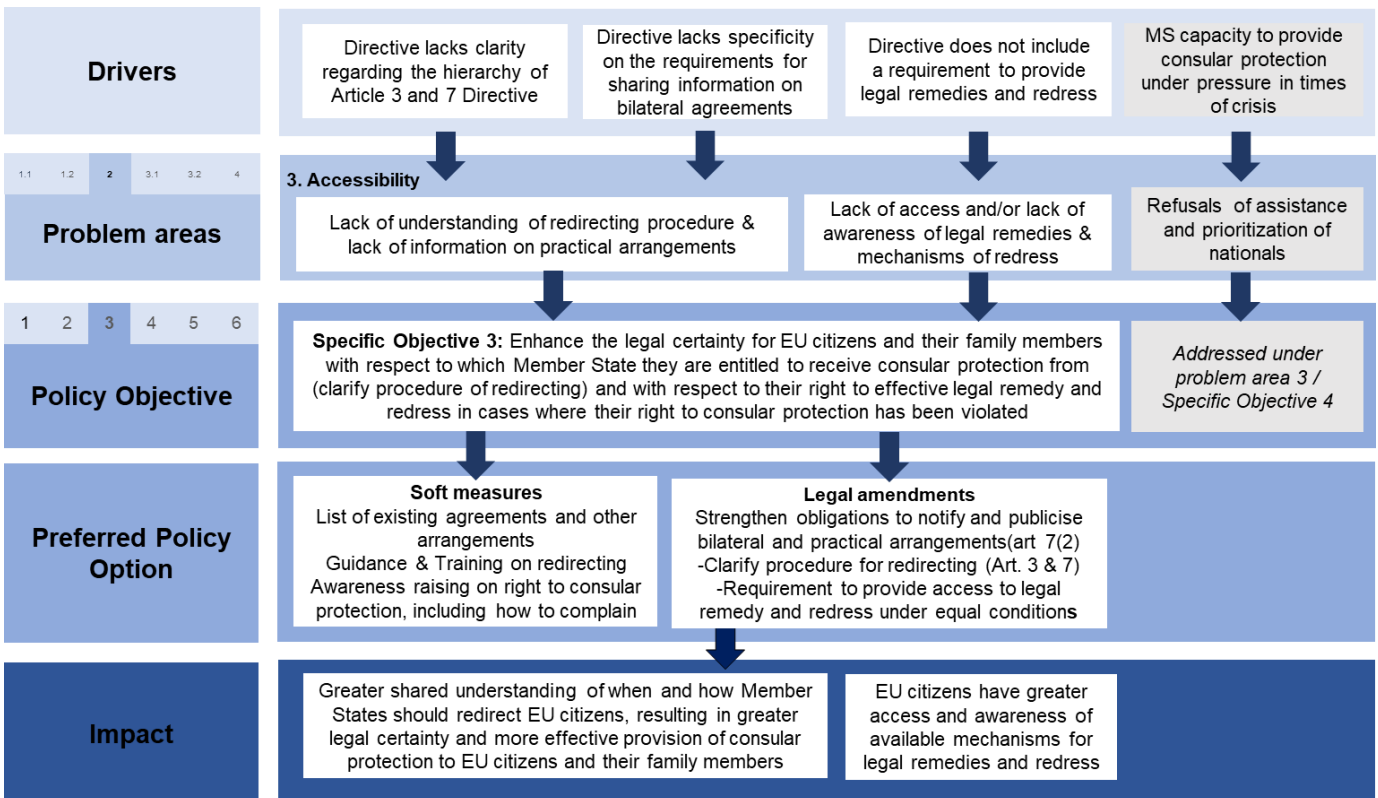 Drivers
Directive lacks clarity
regarding the hierarchy of
Article 3 and 7 Directive
Directive lacks specificity
on the requirements for
sharing information on
bilateral agreements
Directive does not include
a requirement to provide
legal remedies and redress
MS capacity to provide
consular protection
under pressure in times
of crisis
1.1 1.2 2 3.1 3.2 4
Problem areas
3. Accessibility
Lack of understanding of redirecting procedure &
lack of information on practical arrangements
Lack of access and/or lack of
awareness of legal remedies &
mechanisms of redress
Refusals of assistance
and prioritization of
nationals
1 2 3 4 5 6
Policy Objective
Specific Objective 3: Enhance the legal certainty for EU citizens and their family members
with respect to which Member State they are entitled to receive consular protection from
(clarify procedure of redirecting) and with respect to their right to effective legal remedy and
redress in cases where their right to consular protection has been violated
Addressed under
problem area 3 /
Specific Objective 4
Preferred Policy
Option
Soft measures
List of existing agreements and other
arrangements
Guidance & Training on redirecting
Awareness raising on right to consular
protection, including how to complain
Legal amendments
Strengthen obligations to notify and publicise
bilateral and practical arrangements(art 7(2)
-Clarify procedure for redirecting (Art. 3 & 7)
-Requirement to provide access to legal
remedy and redress under equal conditions
Impact
Greater shared understanding of when and how Member
States should redirect EU citizens, resulting in greater
legal certainty and more effective provision of consular
protection to EU citizens and their family members
EU citizens have greater
access and awareness of
available mechanisms for
legal remedies and redress